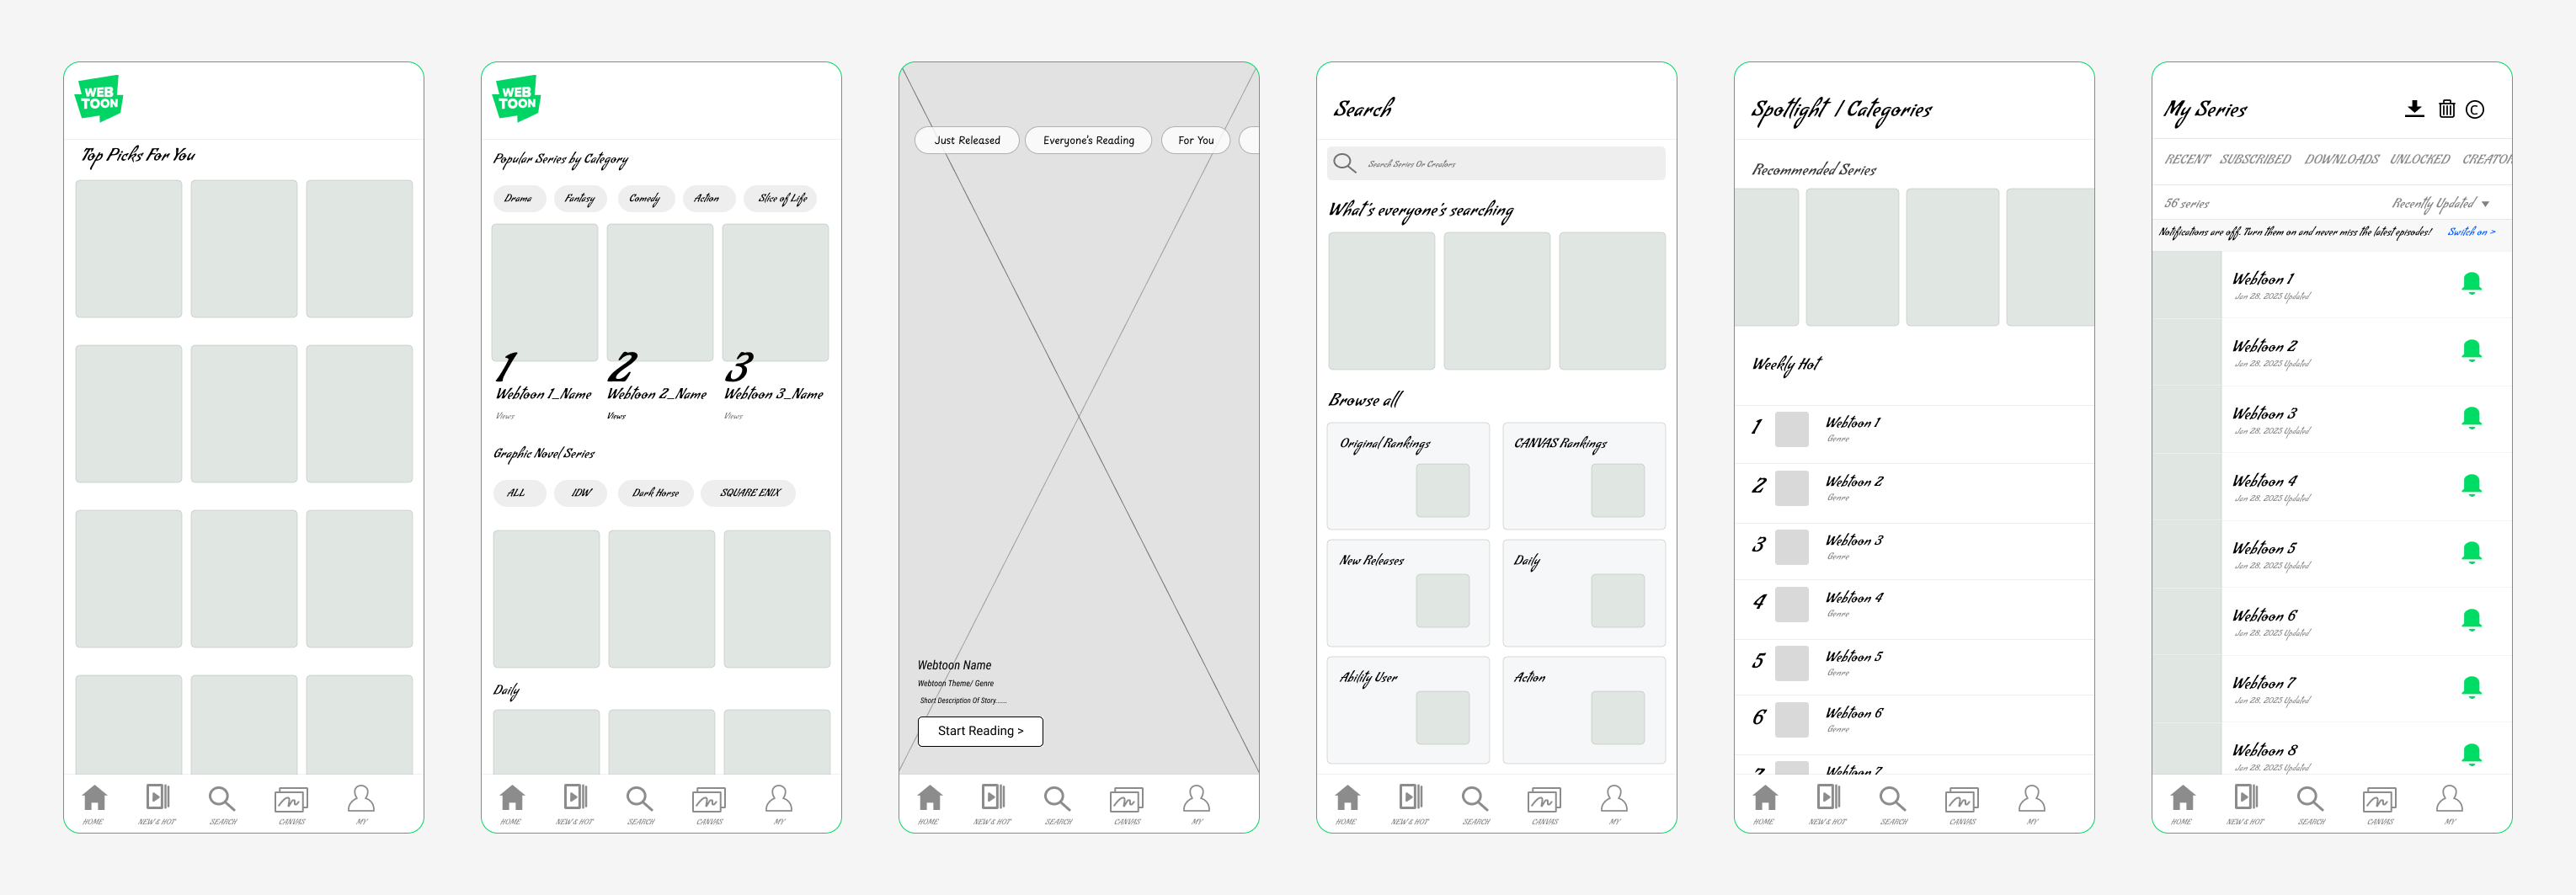 WEB
TOON
Top Picks For You
HOME NEW & HOT SEARCH CANVAS MY
WEB
TOON
Popular Series by Category
Drama Fantasy Comedy Action Slice of Life
1 2 3
Webtoon 1_Name Webtoon 2_Name Webtoon 3_Name
Views Views Views
Graphic Novel Series
ALL IDW Dark Horse SQUARE ENIX
Daily
HOME NEW & HOT SEARCH CANVAS MY
Just Released Everyone's Reading For You
Webtoon Name
Webtoon Theme/ Genre
Short Description Of Story......
Start Reading >
HOME NEW & HOT SEARCH CANVAS MY
Search
Search Series Or Creators
What's everyone's searching
Browse all
Original Rankings CANVAS Rankings
New Releases Daily
Ability User Action
HOME NEW & HOT SEARCH CANVAS MY
Spotlight / Categories
Recommended Series
Weekly Hot
1 Webtoon 1
Genre
2 Webtoon 2
Genre
3 Webtoon 3
Genre
4 Webtoon 4
Genre
5 Webtoon 5
Genre
6 Webtoon 6
Genre
7 Webtoon 7
HOME NEW & HOT SEARCH CANVAS MY
My Series C
RECENT SUBSCRIBED DOWNLOADS UNLOCKED CREATOR
56 series Recently Updated
Notifications are off. Turn them on and never miss the latest episodes! Switch on >
Webtoon 1
Jan 28, 2025 Updated
Webtoon 2
Jan 28, 2025 Updated
Webtoon 3
Jan 28, 2025 Updated
Webtoon 4
Jan 28, 2025 Updated
Webtoon 5
Jan 28, 2025 Updated
Webtoon 6
Jan 28, 2025 Updated
Webtoon 7
Jan 28, 2025 Updated
Webtoon 8
Jan 28, 2025 Updated
HOME NEW & HOT SEARCH CANVAS MY